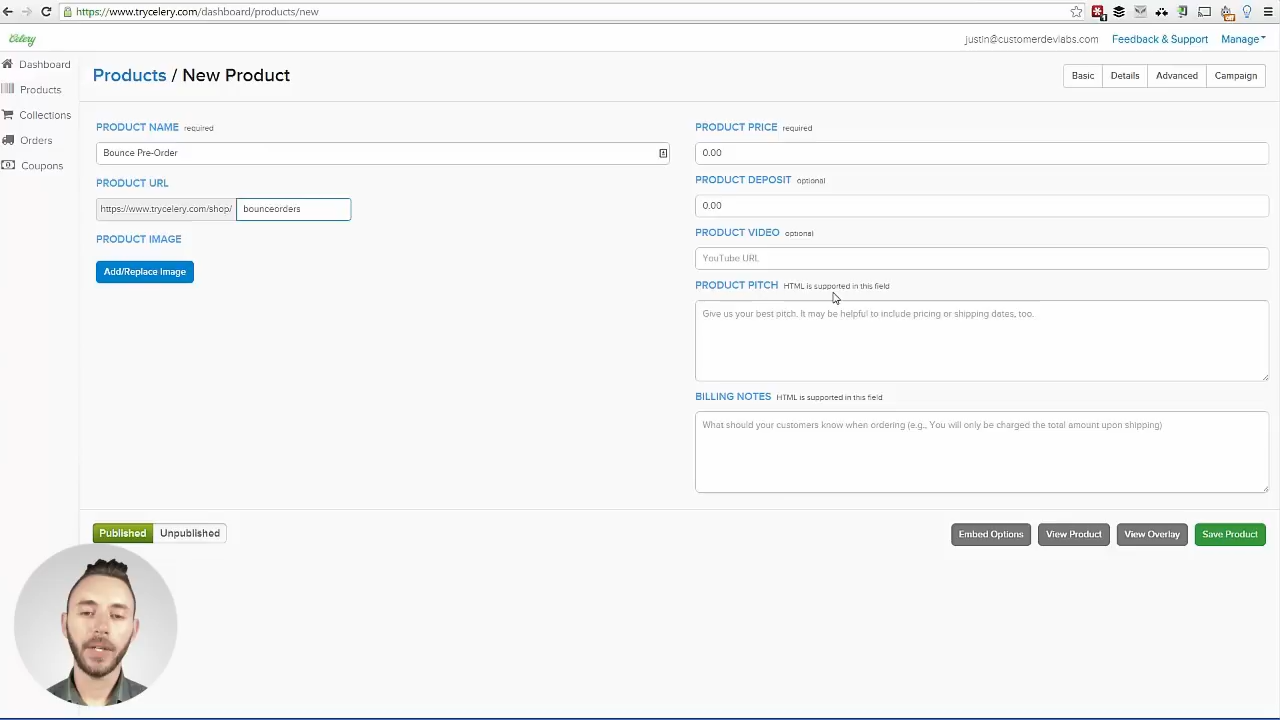 https://www.trycelery.com/dashboard/products/new
Celery
justin@customerdevlabs.com Feedback & Support Manage
Dashboard
Products
Collections
Orders
Coupons
Products / New Product
Basic Details Advanced Campaign
PRODUCT NAME required
Bounce Pre-Order
PRODUCT URL
https://www.trycelery.com/shop/ bounceorders
PRODUCT IMAGE
Add/Replace Image
PRODUCT PRICE required
0.00
PRODUCT DEPOSIT optional
0.00
PRODUCT VIDEO optional
YouTube URL
PRODUCT PITCH HTML is supported in this field
Give us your best pitch. It may be helpful to include pricing or shipping dates, too.
BILLING NOTES HTML is supported in this field
What should your customers know when ordering (e.g., You will only be charged the total amount upon shipping)
Published Unpublished
Embed Options View Product View Overlay Save Product